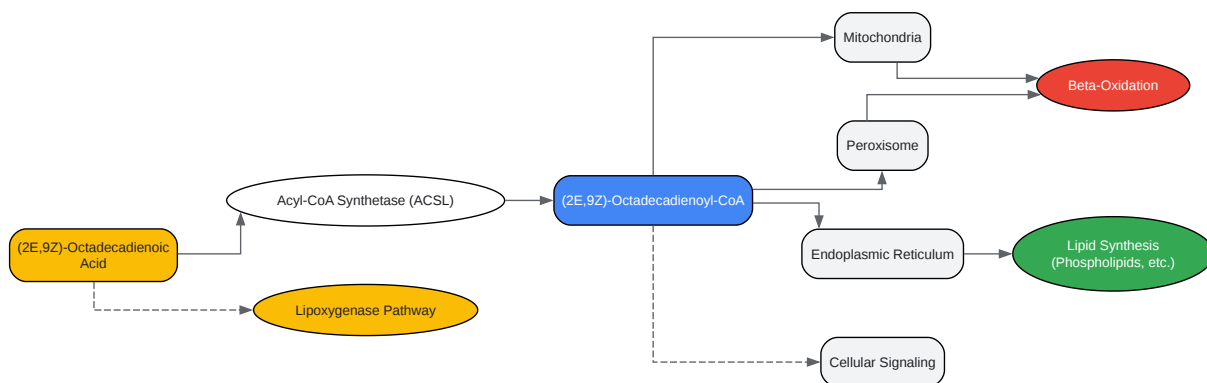 Mitochondria
Beta-Oxidation
Peroxisome
Acyl-CoA Synthetase (ACSL)
(2E,9Z)-Octadecadienoyl-CoA
(2E,9Z)-Octadecadienoic
Acid
Endoplasmic Reticulum
Lipid Synthesis
(Phospholipids, etc.)
Lipoxygenase Pathway
Cellular Signaling